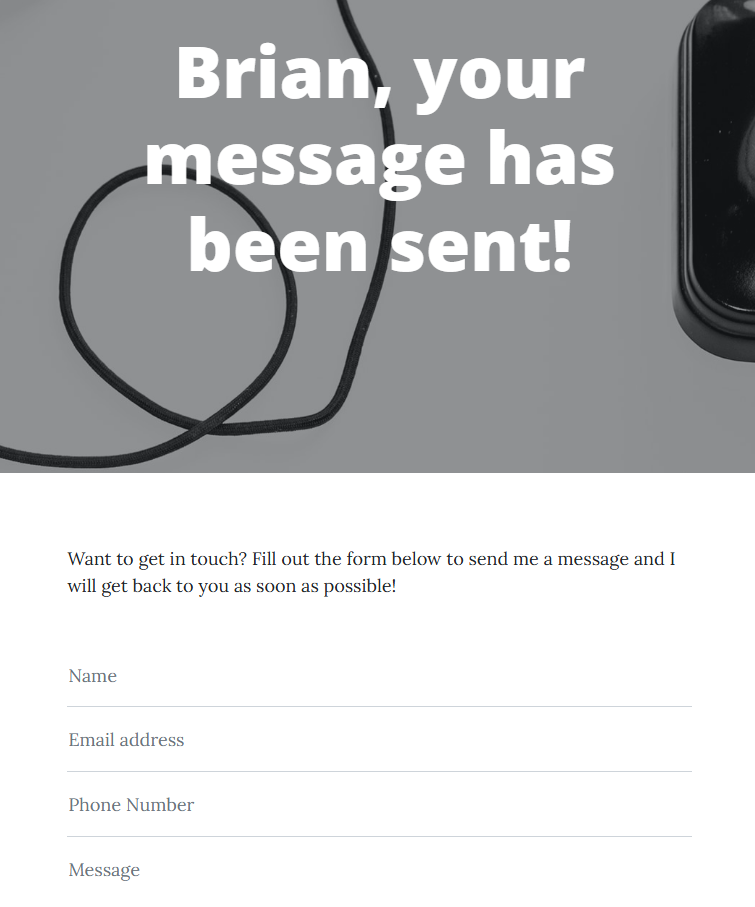 Brian, your
message has
been sent!
Want to get in touch? Fill out the form below to send me a message and I
will get back to you as soon as possible!
Name
Email address
Phone Number
Message